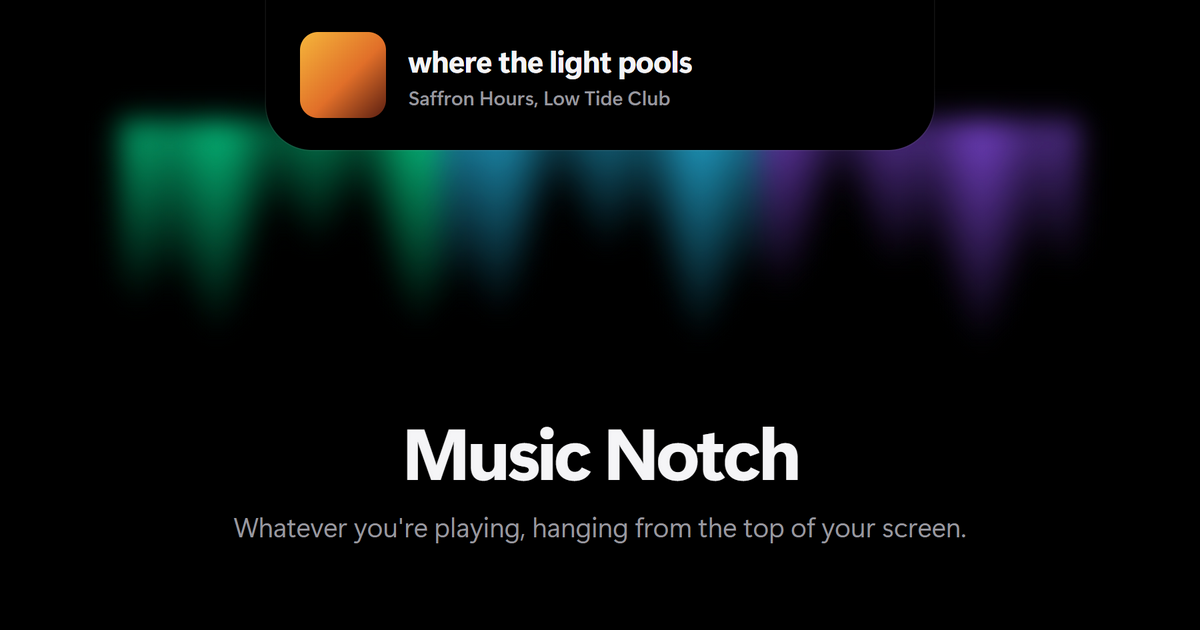 where the light pools
Saffron Hours, Low Tide Club
Music Notch
Whatever you're playing, hanging from the top of your screen.